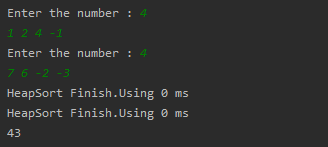 Enter the number : 4
1 2 4 -1
Enter the number : 4
7 6 -2 -3
HeapSort Finish.Using 0 ms
HeapSort Finish.Using 0 ms
43